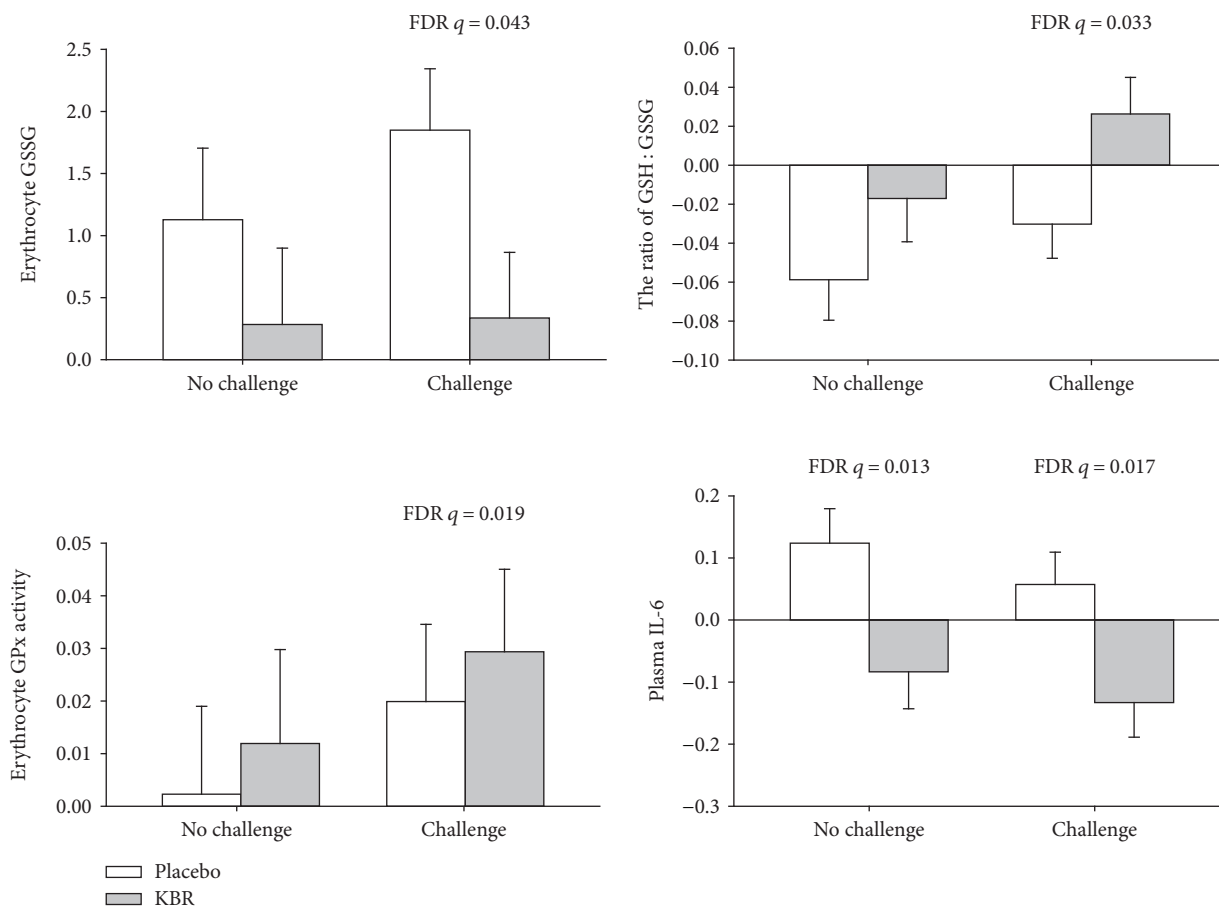 FDR q = 0.043
2.5
2.0
1.5
1.0
0.5
0.0
Erythrocyte GSSG
No challenge
Challenge
FDR q = 0.033
0.06
0.04
0.02
0.00
−0.02
−0.04
−0.06
−0.08
−0.10
The ratio of GSH : GSSG
No challenge
Challenge
FDR q = 0.019
0.05
0.04
0.03
0.02
0.01
0.00
Erythrocyte GPx activity
No challenge
Challenge
FDR q = 0.013
FDR q = 0.017
0.2
0.1
0.0
−0.1
−0.2
−0.3
Plasma IL-6
No challenge
Challenge
Placebo
KBR